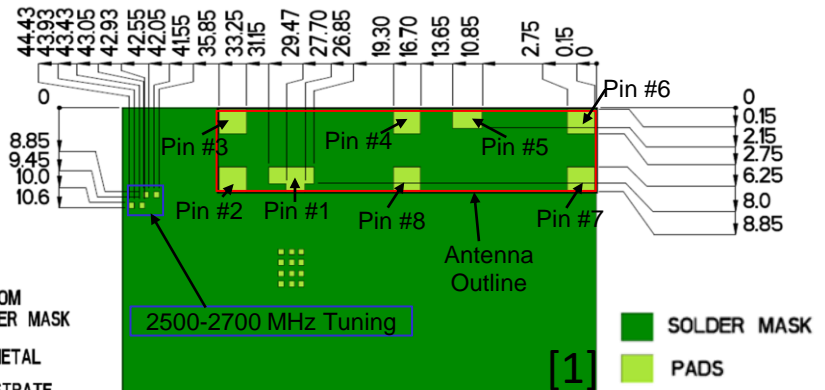 44.43
43.93
43.43
43.05
42.93
42.55
42.05
41.55
35.85
33.25
31.15
29.47
27.70
26.85
19.30
16.70
13.65
10.85
2.75
0.15
0
0
8.85
9.45
10.0
10.6
0
0.15
2.15
2.75
6.25
8.0
8.85
Pin #6
Pin #3
Pin #4
Pin #5
Pin #2
Pin #1
Pin #8
Pin #7
Antenna
Outline
2500-2700 MHz Tuning
[1]
SOLDER MASK
PADS
OM
ER MASK
METAL
STRATE